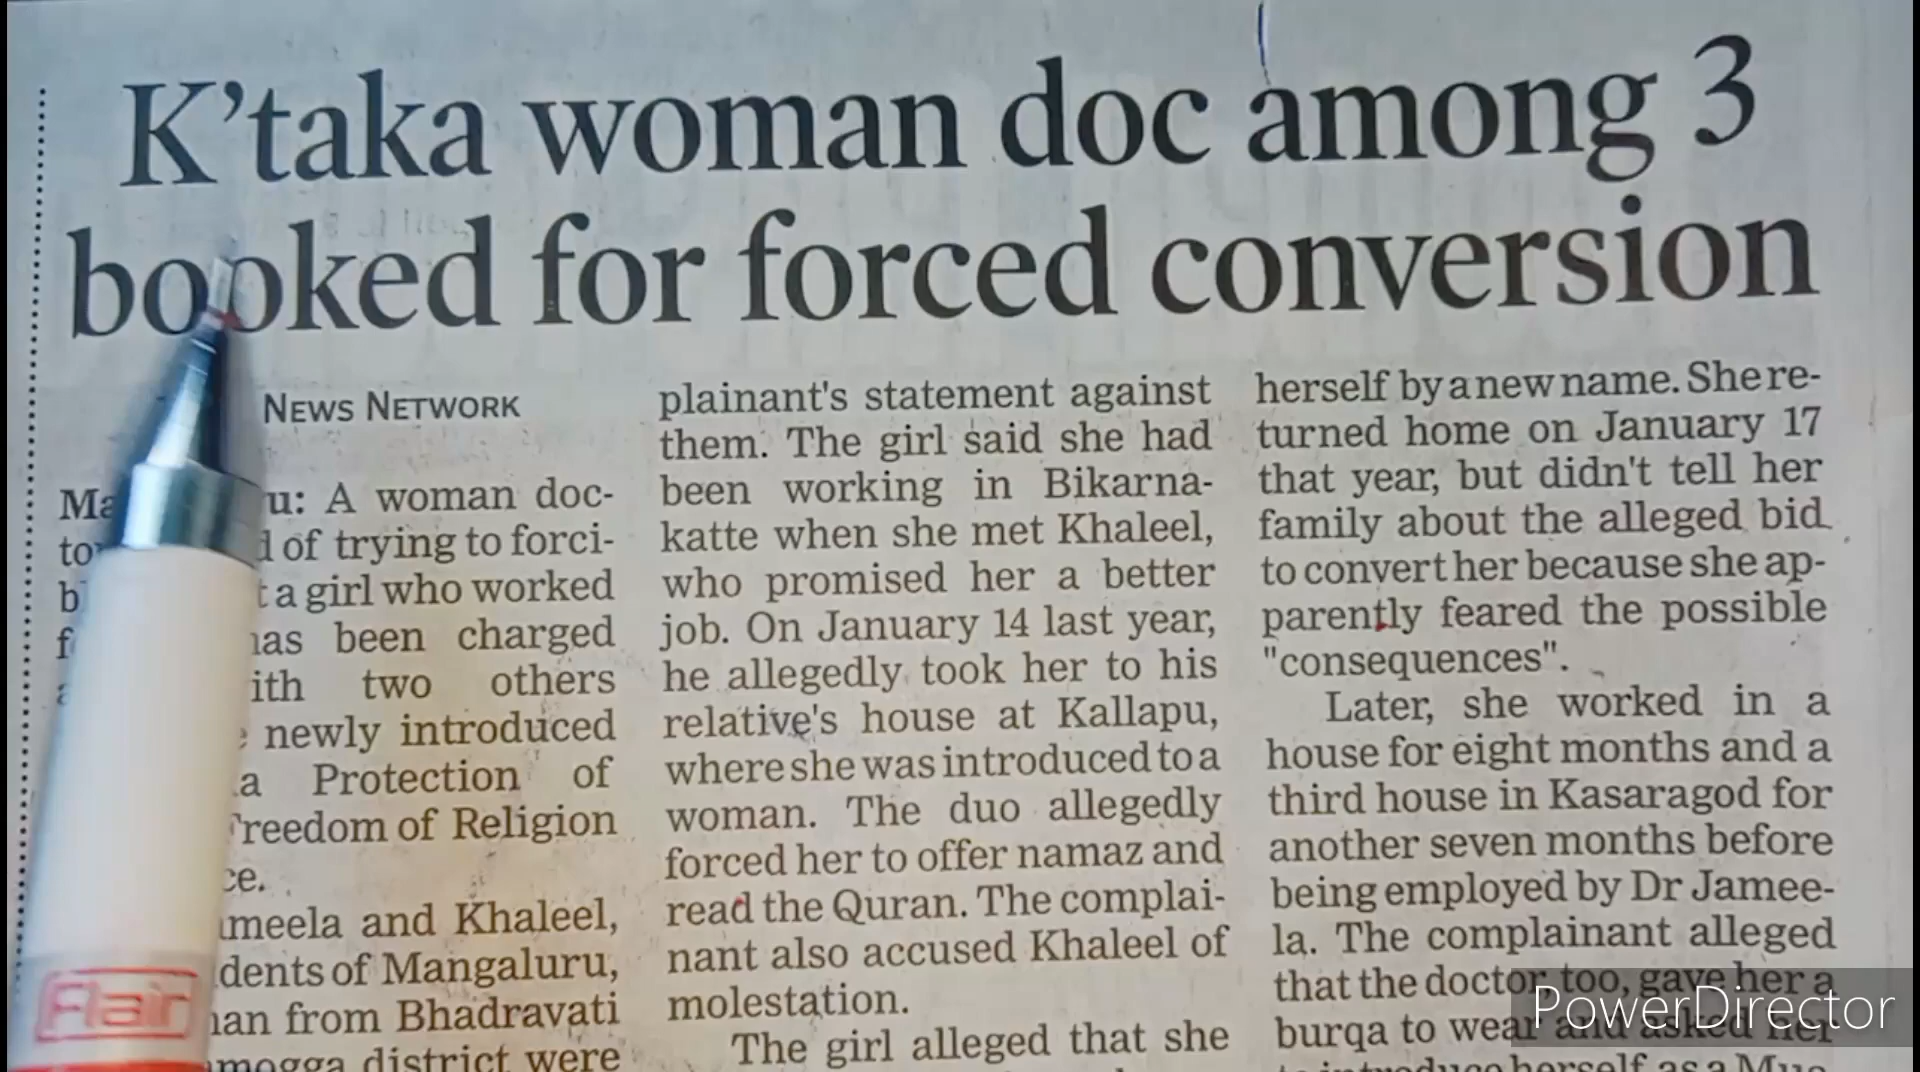 K'taka woman doc among 3
booked for forced conversion
NEWS NETWORK
u: A woman doc-
of trying to forci-
a girl who worked
been charged
two others
newly introduced
Protection of
Freedom of Religion
meela and Khaleel,
dents of Mangaluru,
from Bhadravati
district were
plainant's statement against
them. The girl said she had
been working in Bikarna-
katte when she met Khaleel,
who promised her a better
job. On January 14 last year,
he allegedly took her to his
relative's house at Kallapu,
where she was introduced to a
woman. The duo allegedly
forced her to offer namaz and
read the Quran. The complai-
nant also accused Khaleel of
molestation.
The girl alleged that she
herself by a new name. She re-
turned home on January 17
that year, but didn't tell her
family about the alleged bid
to convert her because she ap-
parently feared the possible
"consequences".
Later, she worked in a
house for eight months and a
third house in Kasaragod for
another seven months before
being employed by Dr Jamee-
la. The complainant alleged
that the doctor, too, gave her a
burqa to wear and asked her
herself as a
PowerDirector
Flair